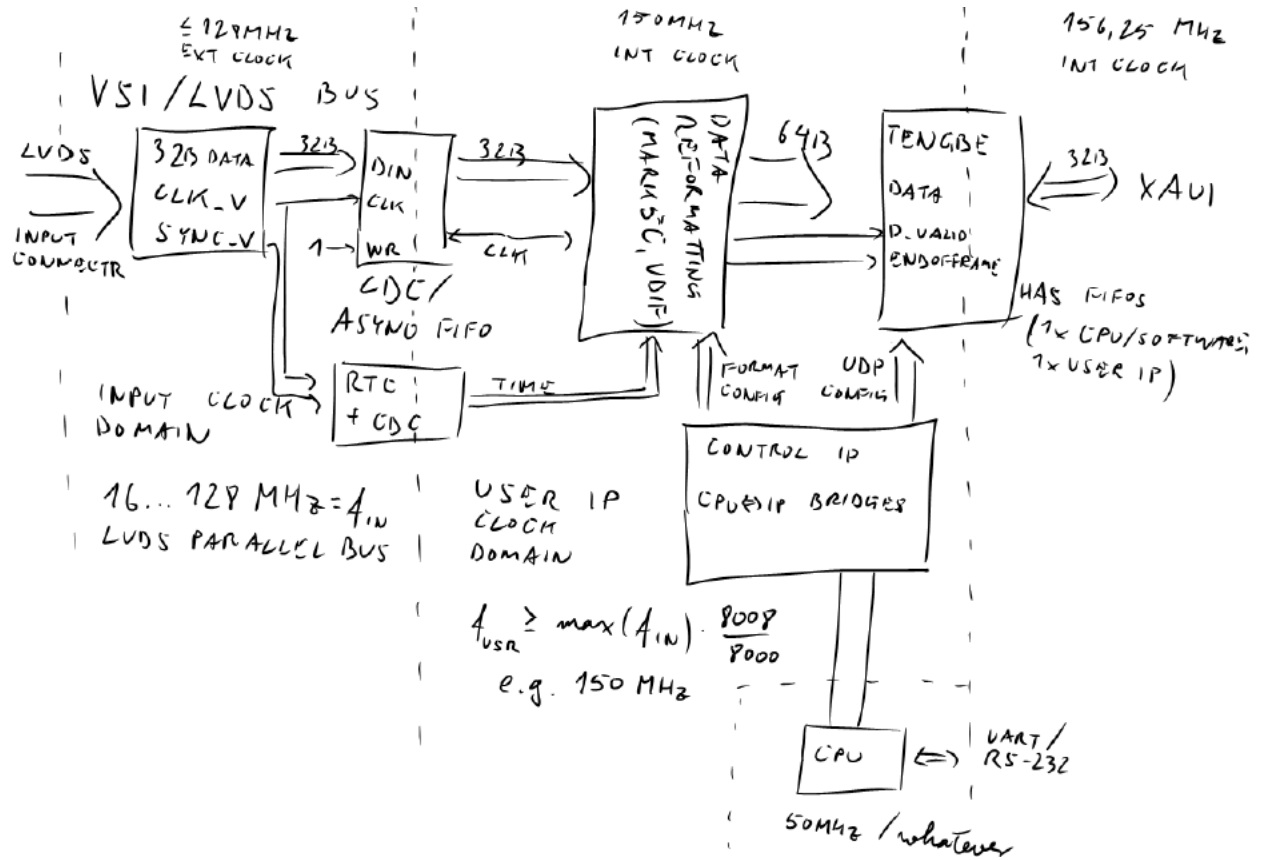 ≤ 128MHz
EXT CLOCK
150MHz
INT CLOCK
156,25 MHz
INT CLOCK
VSI/LVDS BUS
LVDS
INPUT
CONNECTR
32B DATA
CLK_V
SYNC_V
32B
1→
DIN
CLK
WR
CDC/
ASYNC FIFO
32B
CLK
DATA
REFORMATTING
(MARK5C, VDIF)
64B
TENGBE
DATA
D_VALID
ENDOFFRAME
32B
XAUI
HAS FIFOS
(1x CPU/SOFTWARE,
1x USER IP)
RTC
+ CDC
TIME
FORMAT
CONFIG
UDP
CONFIG
INPUT CLOCK
DOMAIN
16...128 MHz = f_IN
LVDS PARALLEL BUS
USER IP
CLOCK
DOMAIN
f_USR ≥ max(f_IN) · 8008/8000
e.g. 150 MHz
CONTROL IP
CPU⇔IP BRIDGES
CPU
UART/
RS-232
50MHz / whatever